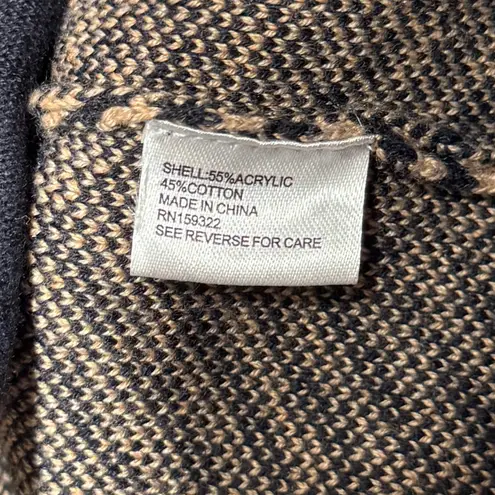 SHELL:55%ACRYLIC
45%COTTON
MADE IN CHINA
RN159322
SEE REVERSE FOR CARE